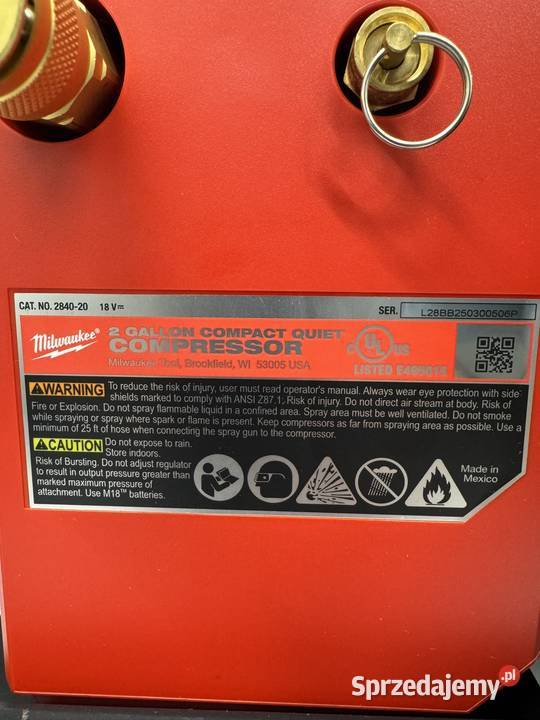 CAT. NO. 2840-20 18 V⎓ SER. L28BB250300506P
Milwaukee®
2 GALLON COMPACT QUIET
COMPRESSOR
Milwaukee Tool, Brookfield, WI 53005 USA
C UL® US
LISTED
WARNING To reduce the risk of injury, user must read operator's manual. Always wear eye protection with side
shields marked to comply with ANSI Z87.1. Risk of injury. Do not direct air stream at body. Risk of
Fire or Explosion. Do not spray flammable liquid in a confined area. Spray area must be well ventilated. Do not smoke
while spraying or spray where spark or flame is present. Keep compressors as far from spraying area as possible. Use a
minimum of 25 ft of hose when connecting the spray gun to the compressor.
CAUTION Do not expose to rain.
Store indoors.
Risk of Bursting. Do not adjust regulator
to result in output pressure greater than
marked maximum pressure of
attachment. Use M18™ batteries.
Made in
Mexico
Sprzedajemy.pl